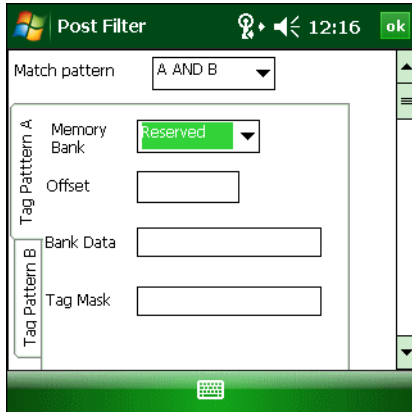 Post Filter 12:16 ok
Match pattern A AND B
Tag Patttern A
Memory Bank Reserved
Offset
Bank Data
Tag Pattern B
Tag Mask